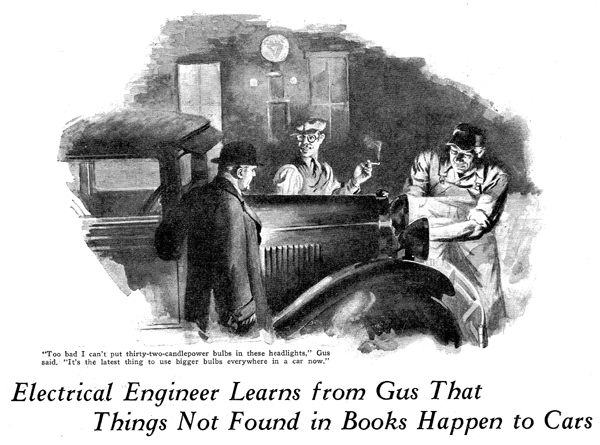 "Too bad I can't put thirty-two-candlepower bulbs in these headlights," Gus
said. "It's the latest thing to use bigger bulbs everywhere in a car now."
Electrical Engineer Learns from Gus That
Things Not Found in Books Happen to Cars